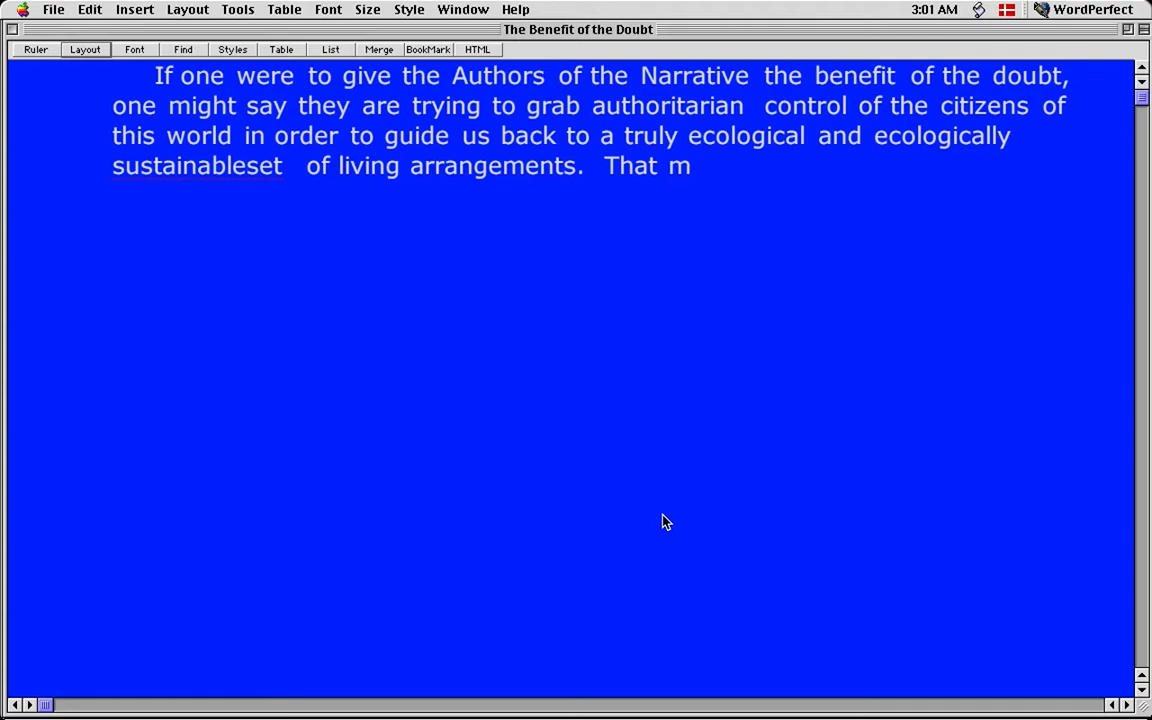 File Edit Insert Layout Tools Table Font Size Style Window Help 3:01 AM WordPerfect
The Benefit of the Doubt
Ruler Layout Font Find Styles Table List Merge BookMark HTML
If one were to give the Authors of the Narrative the benefit of the doubt,
one might say they are trying to grab authoritarian control of the citizens of
this world in order to guide us back to a truly ecological and ecologically
sustainableset of living arrangements. That m